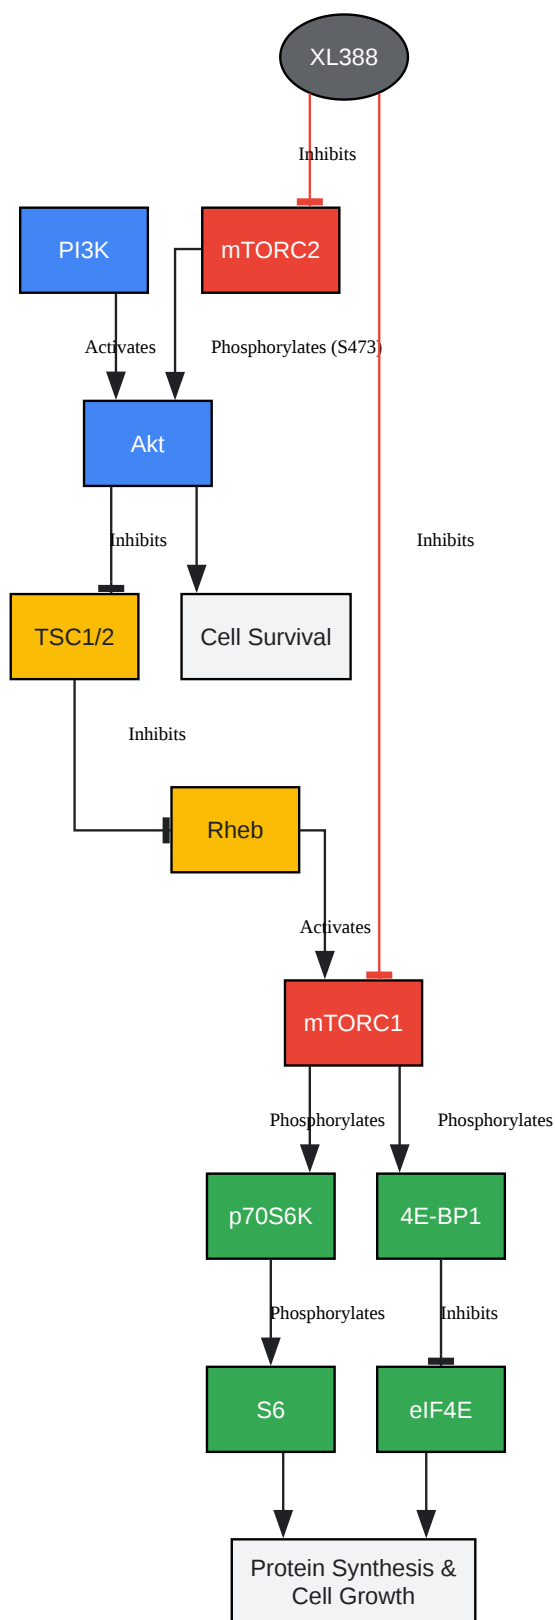 XL388
Inhibits
PI3K
mTORC2
Activates
Phosphorylates (S473)
Akt
Inhibits
Inhibits
TSC1/2
Cell Survival
Inhibits
Rheb
Activates
mTORC1
Phosphorylates
Phosphorylates
p70S6K
4E-BP1
Phosphorylates
Inhibits
S6
eIF4E
Protein Synthesis &
Cell Growth